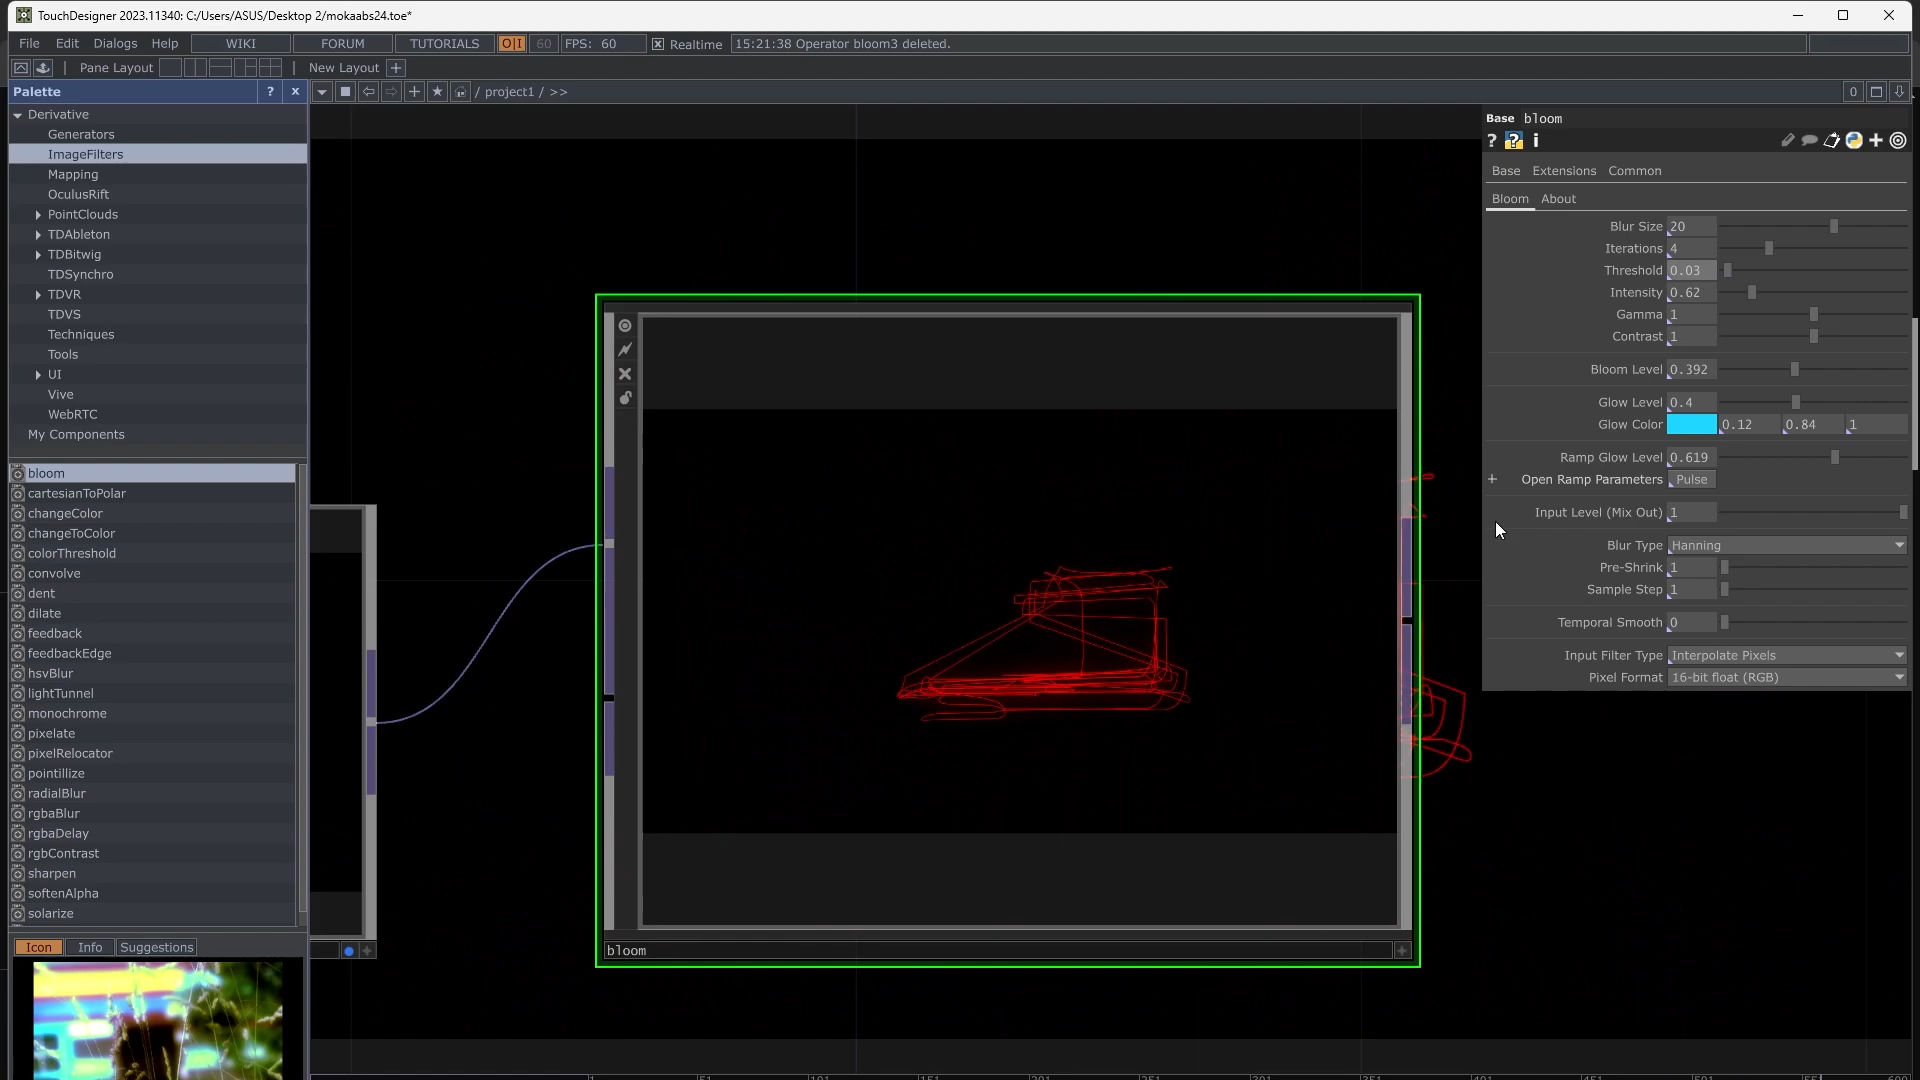 TouchDesigner 2023.11340: C:/Users/ASUS/Desktop 2/mokaabs24.toe*
File Edit Dialogs Help WIKI FORUM TUTORIALS O|I 60 FPS: 60 Realtime 15:21:38 Operator bloom3 deleted.
Pane Layout New Layout +
Palette ? x
/ project1 / >> 0
Derivative
Generators
ImageFilters
Mapping
OculusRift
PointClouds
TDAbleton
TDBitwig
TDSynchro
TDVR
TDVS
Techniques
Tools
UI
Vive
WebRTC
My Components
bloom
cartesianToPolar
changeColor
changeToColor
colorThreshold
convolve
dent
dilate
feedback
feedbackEdge
hsvBlur
lightTunnel
monochrome
pixelate
pixelRelocator
pointillize
radialBlur
rgbaBlur
rgbaDelay
rgbContrast
sharpen
softenAlpha
solarize
Icon Info Suggestions
bloom
Base bloom
? ? i
Base Extensions Common
Bloom About
Blur Size 20
Iterations 4
Threshold 0.03
Intensity 0.62
Gamma 1
Contrast 1
Bloom Level 0.392
Glow Level 0.4
Glow Color 0.12 0.84 1
Ramp Glow Level 0.619
+ Open Ramp Parameters Pulse
Input Level (Mix Out) 1
Blur Type Hanning
Pre-Shrink 1
Sample Step 1
Temporal Smooth 0
Input Filter Type Interpolate Pixels
Pixel Format 16-bit float (RGB)